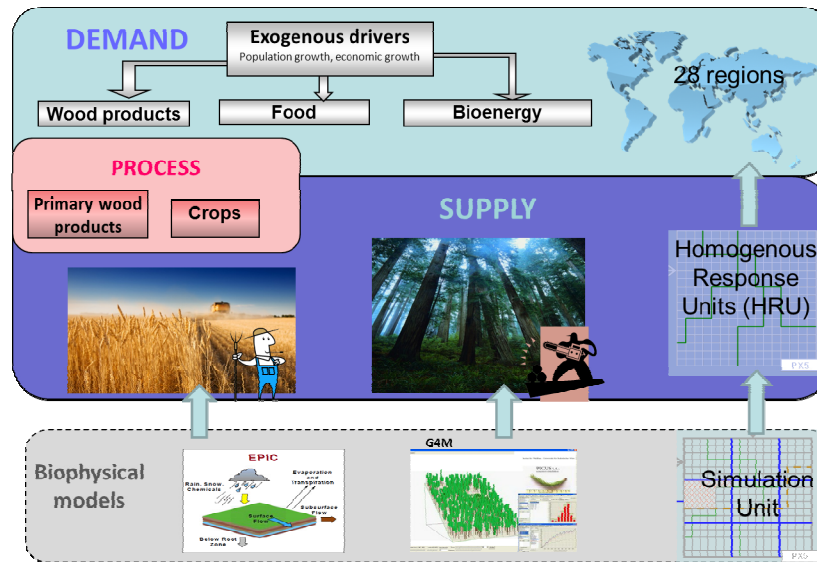 DEMAND
Exogenous drivers
Population growth, economic growth
28 regions
Wood products
Food
Bioenergy
PROCESS
Primary wood
products
Crops
SUPPLY
Homogenous
Response
Units (HRU)
PX5
Biophysical
models
EPIC
Rain, Snow,
Chemicals
Evaporation
and
Transpiration
Surface
Flow
Subsurface
Flow
Below Root
Zone
G4M
Simulation
Unit
PX5